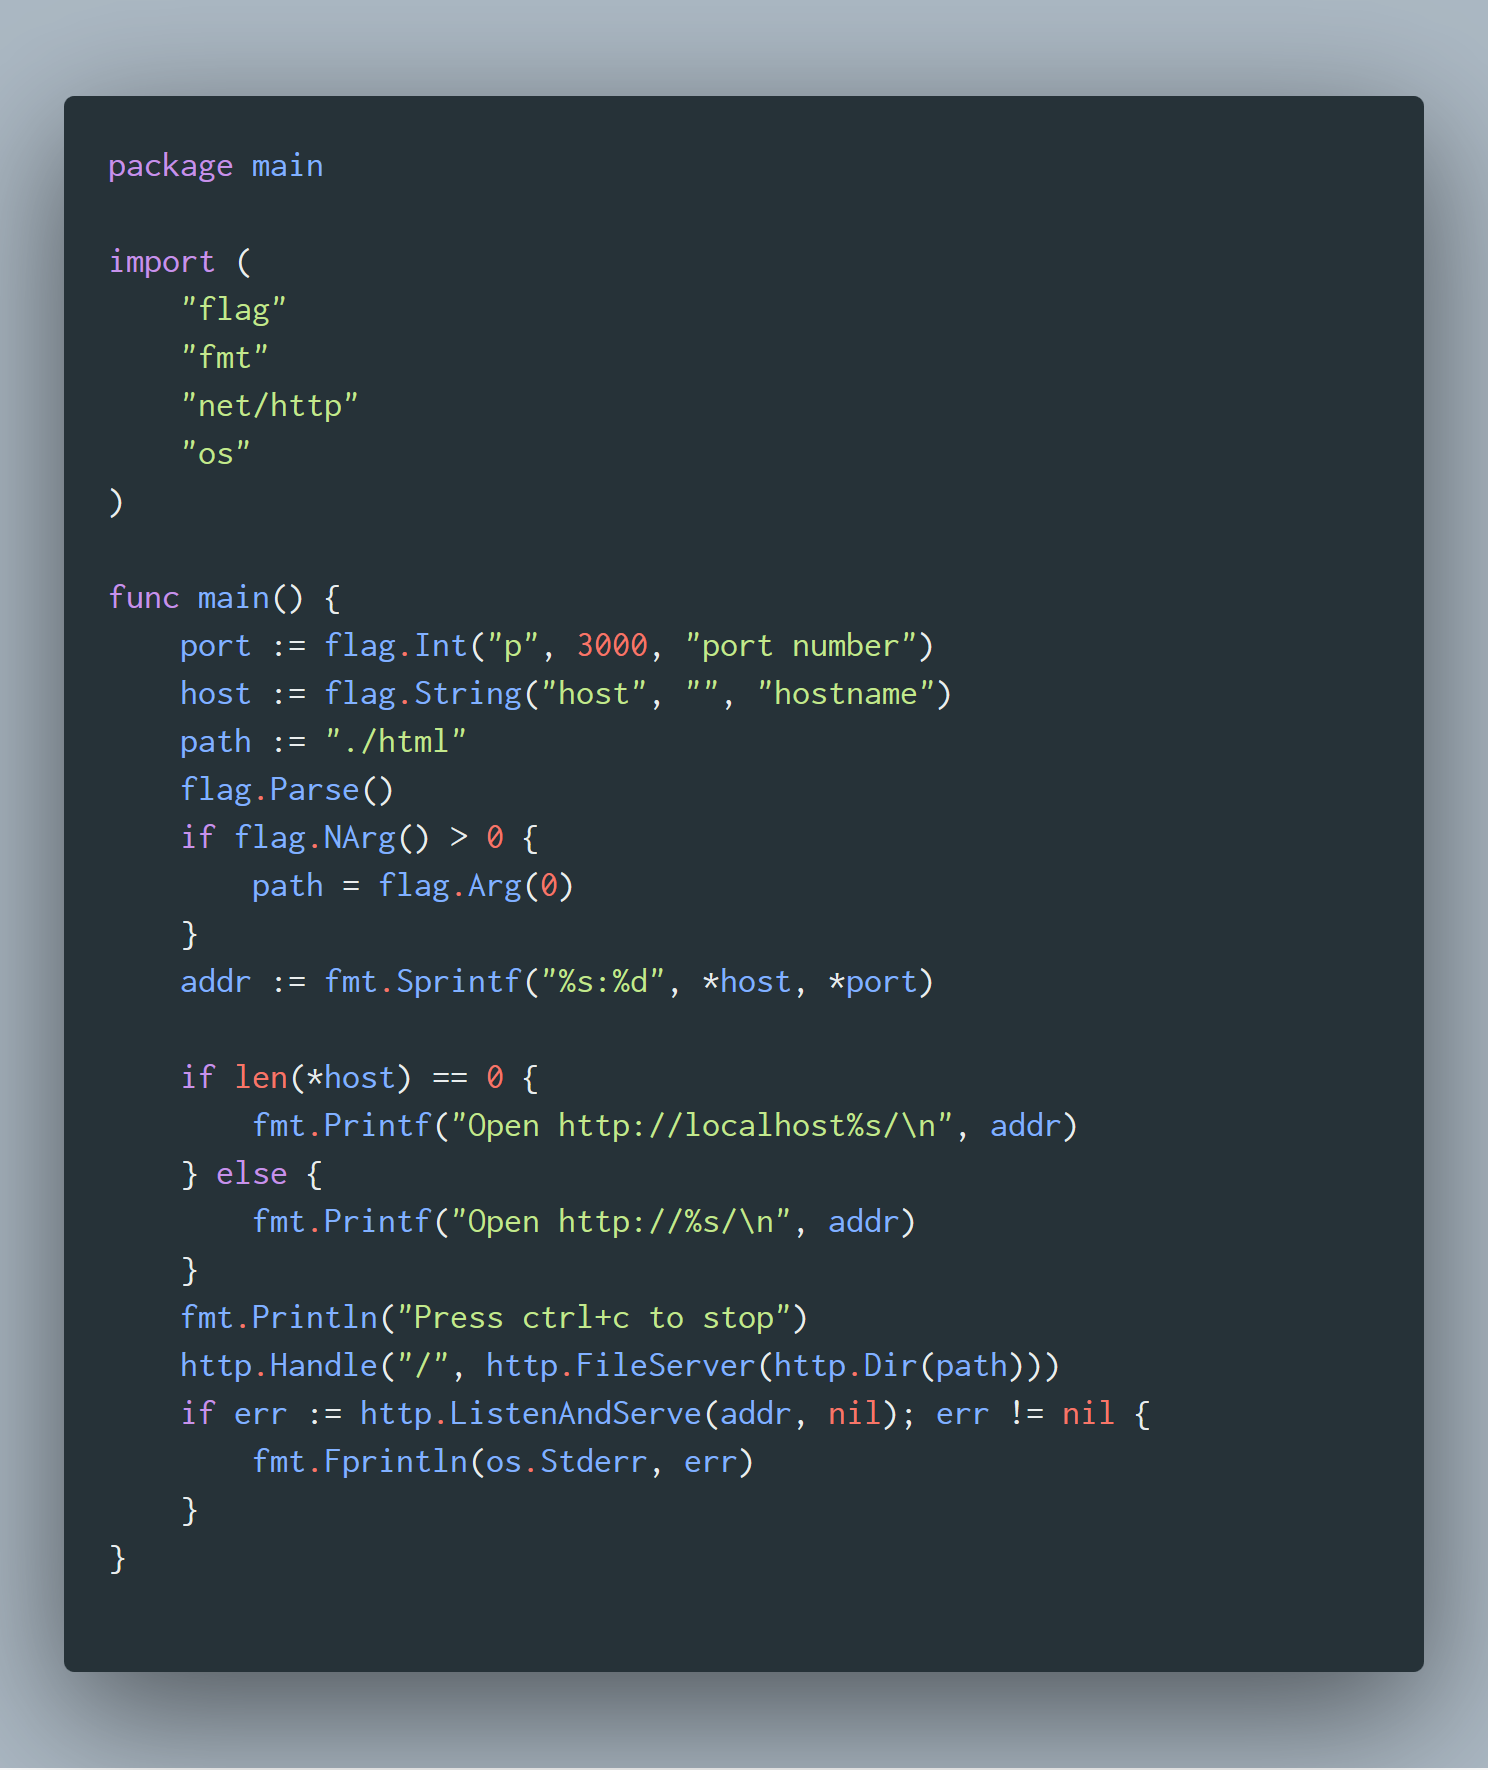 package main

import (
    "flag"
    "fmt"
    "net/http"
    "os"
)

func main() {
    port := flag.Int("p", 3000, "port number")
    host := flag.String("host", "", "hostname")
    path := "./html"
    flag.Parse()
    if flag.NArg() > 0 {
        path = flag.Arg(0)
    }
    addr := fmt.Sprintf("%s:%d", *host, *port)

    if len(*host) == 0 {
        fmt.Printf("Open http://localhost%s/\n", addr)
    } else {
        fmt.Printf("Open http://%s/\n", addr)
    }
    fmt.Println("Press ctrl+c to stop")
    http.Handle("/", http.FileServer(http.Dir(path)))
    if err := http.ListenAndServe(addr, nil); err != nil {
        fmt.Fprintln(os.Stderr, err)
    }
}